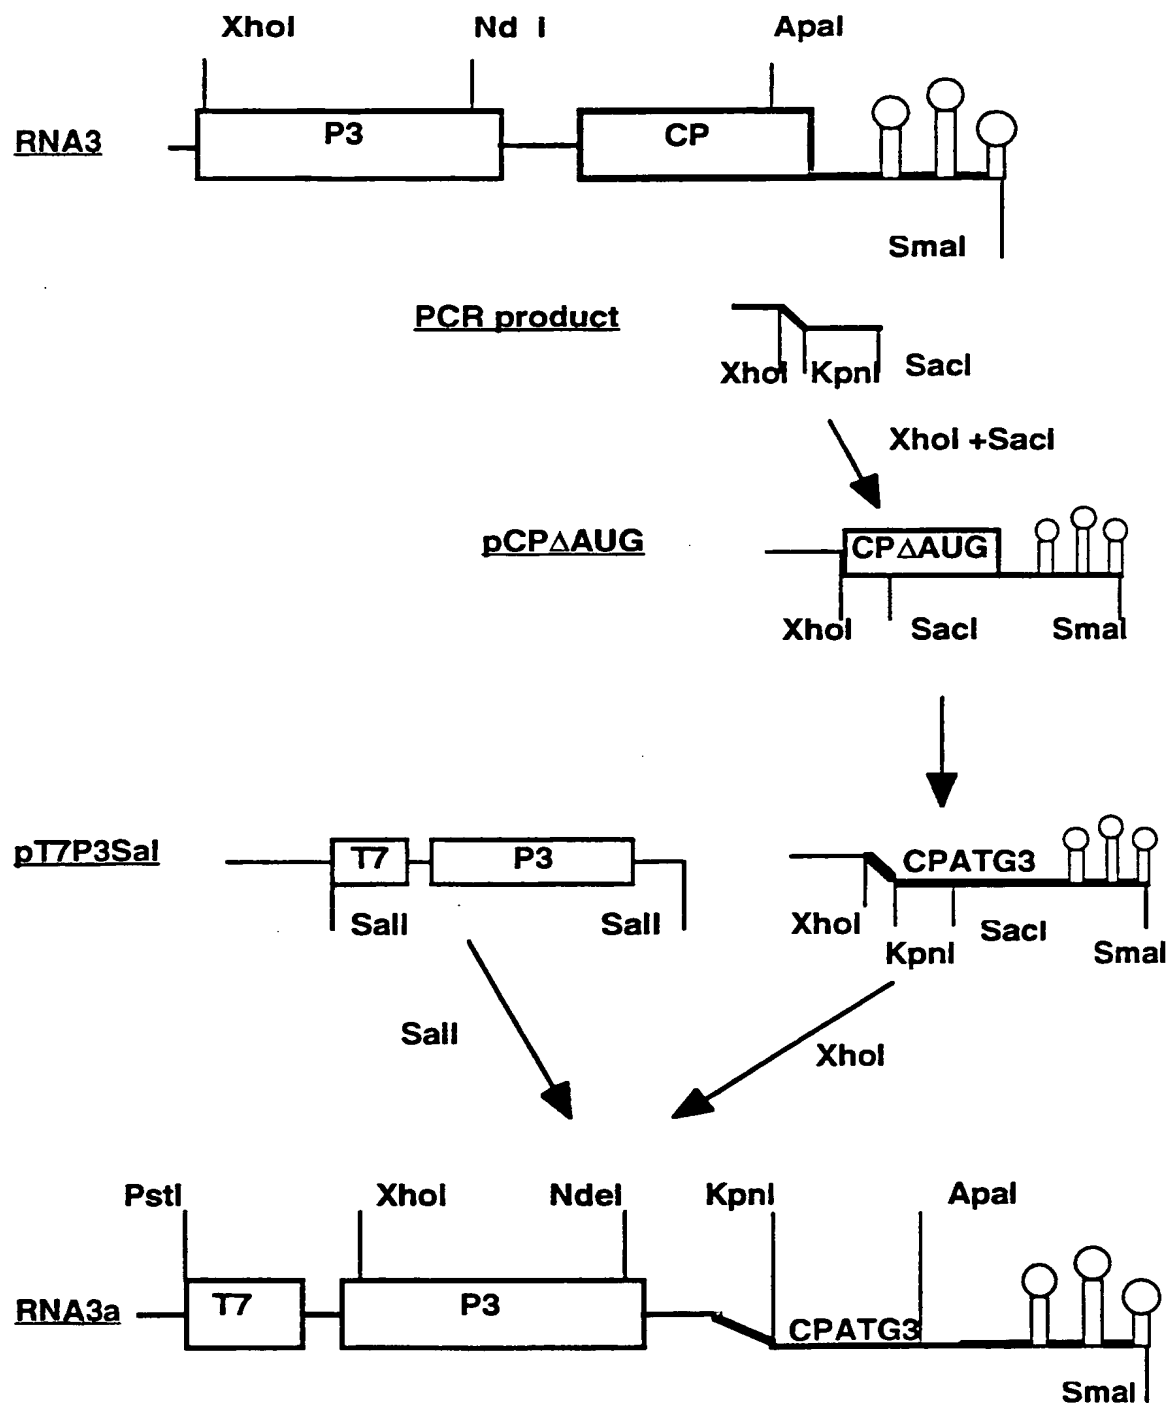 XhoI Nd I ApaI
RNA3 P3 CP
SmaI
PCR product
XhoI KpnI SacI
XhoI +SacI
pCPΔAUG CPΔAUG
XhoI SacI SmaI
pT7P3Sal T7 P3 CPATG3
SalI SalI XhoI SacI
KpnI SmaI
SalI XhoI
PstI XhoI NdeI KpnI ApaI
RNA3a T7 P3 CPATG3
SmaI